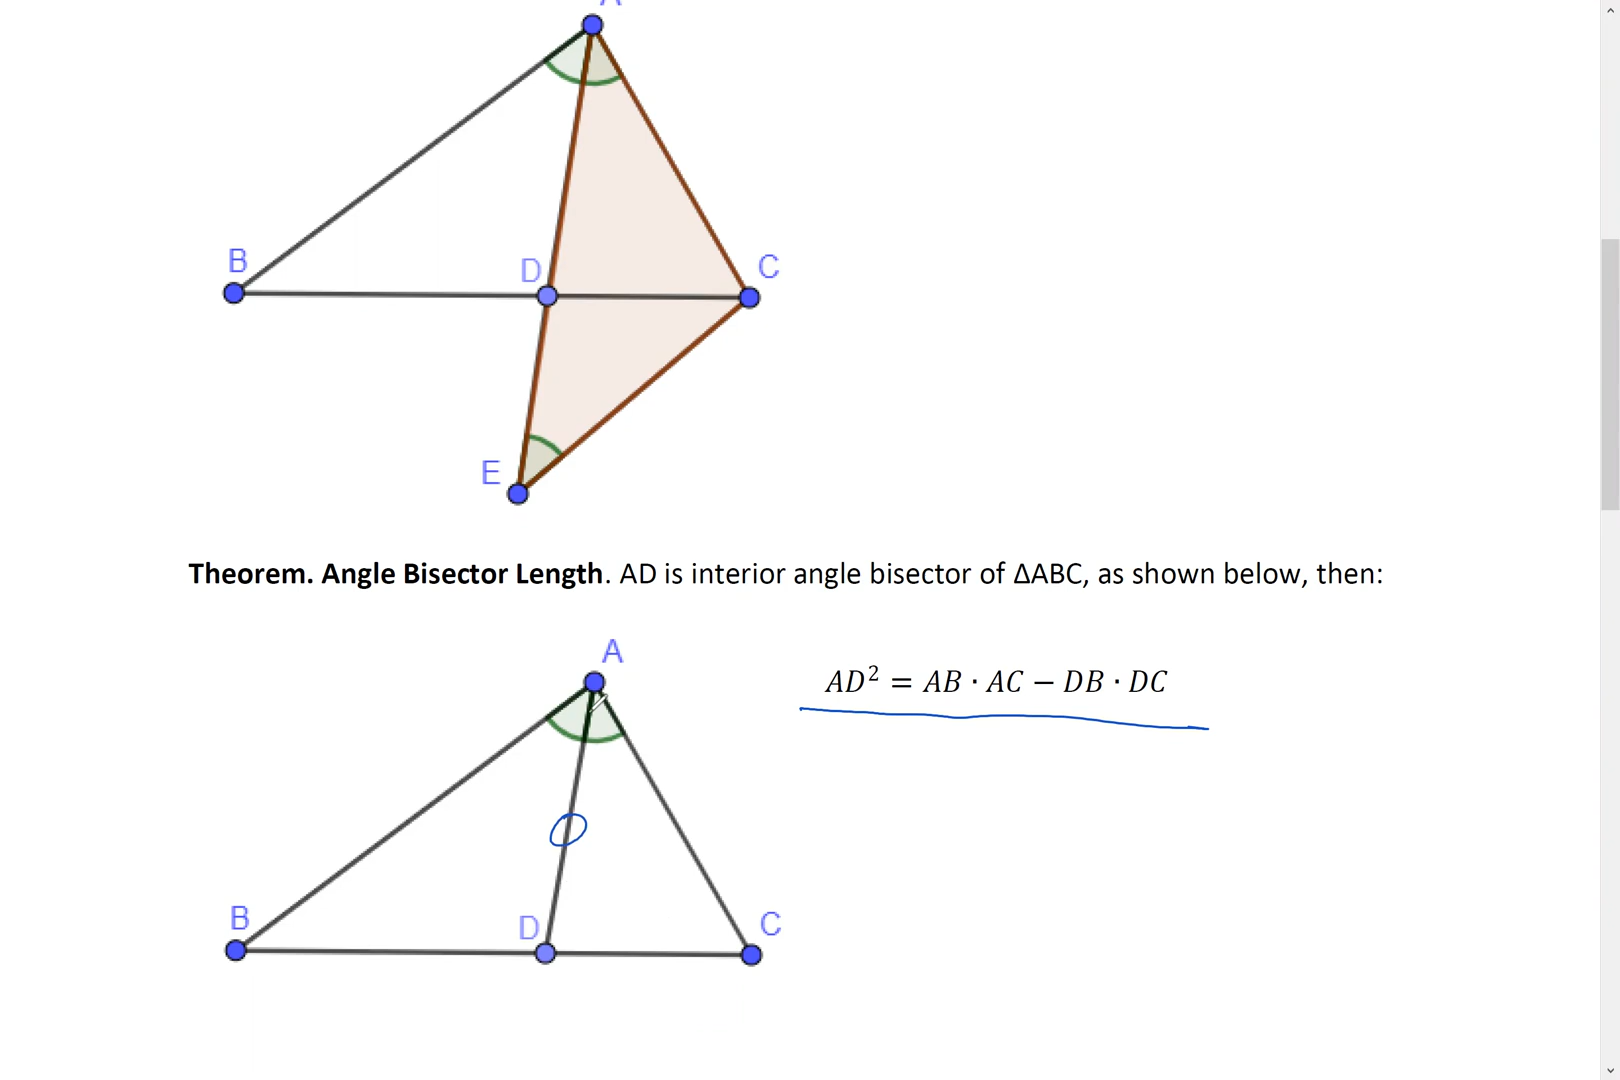 A
B
D
C
E
Theorem. Angle Bisector Length. AD is interior angle bisector of ΔABC, as shown below, then:
A
AD² = AB · AC − DB · DC
B
D
C